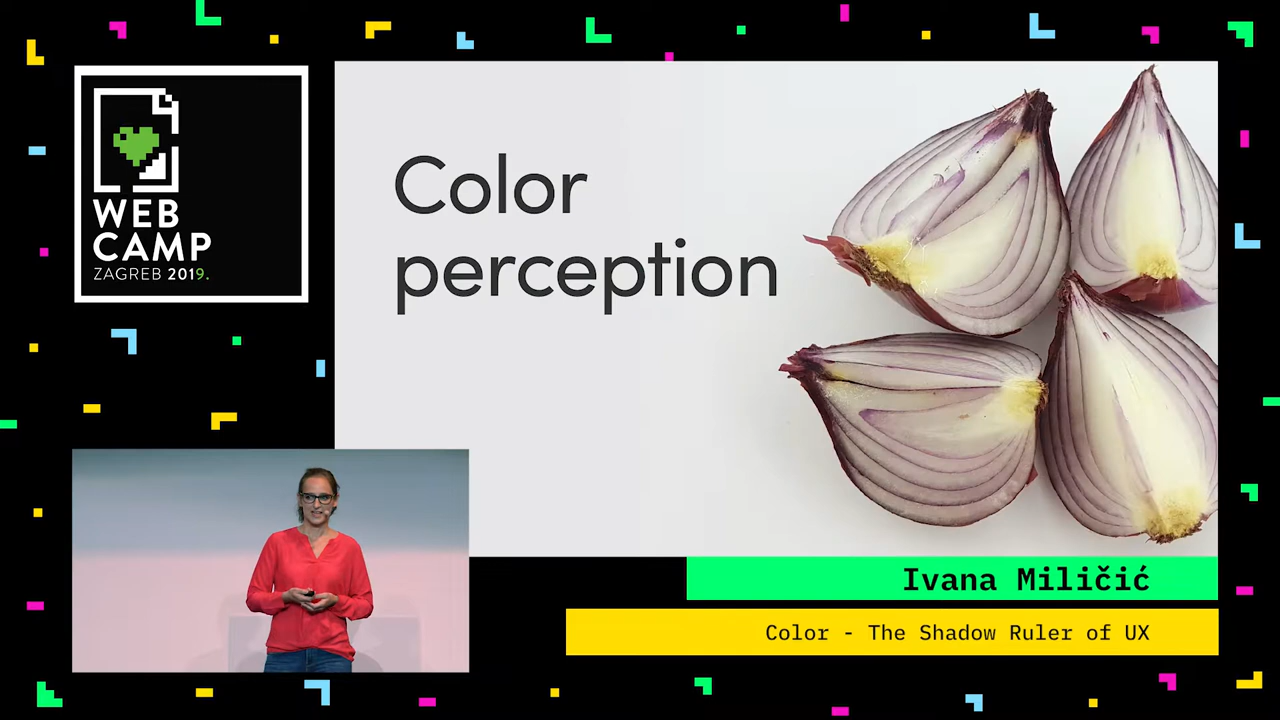 WEB
CAMP
ZAGREB 2019.
Color
perception
Ivana Miličić
Color - The Shadow Ruler of UX